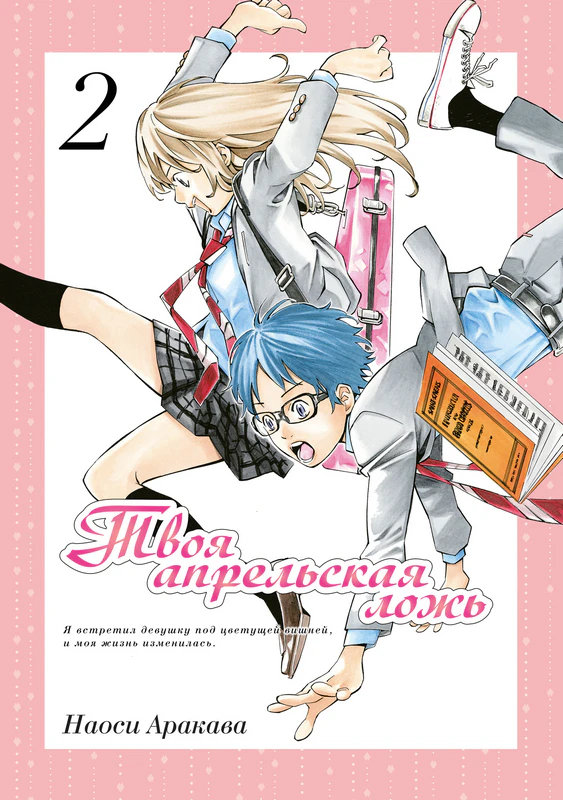 2
Твоя
апрельская
ложь
Я встретил девушку под цветущей вишней,
и моя жизнь изменилась.
Наоси Аракава